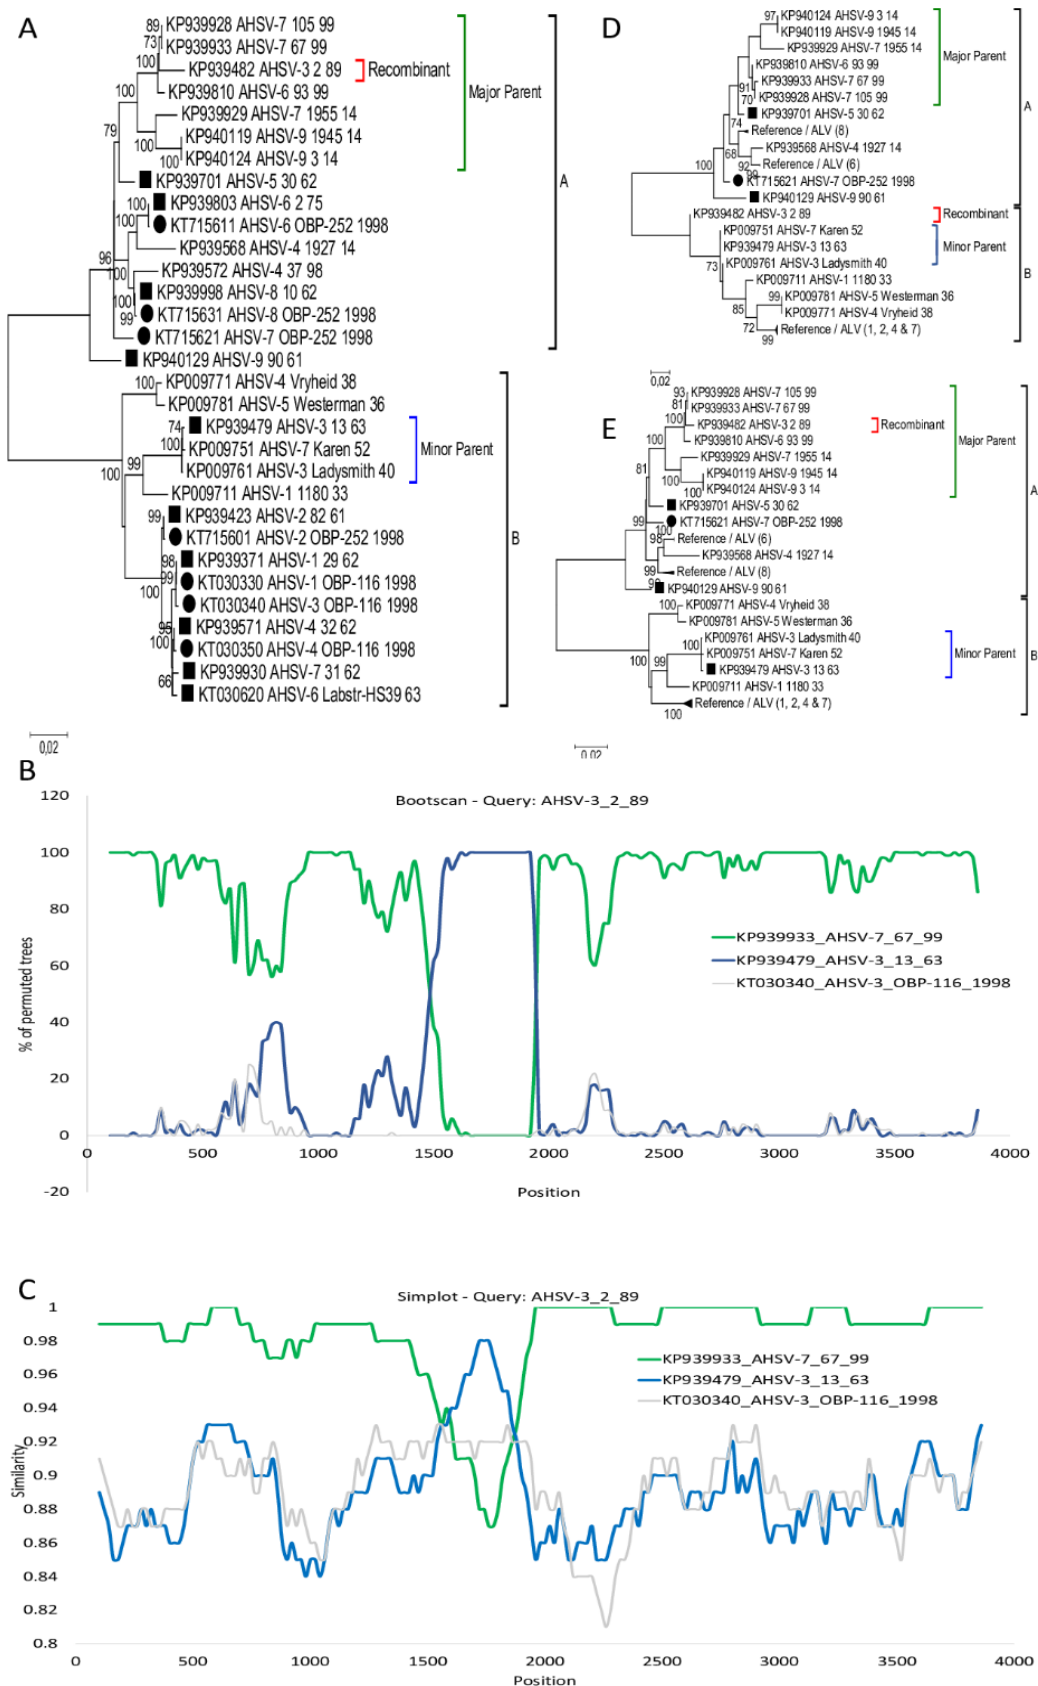 A
89 KP939928 AHSV-7 105 99
73 KP939933 AHSV-7 67 99
KP939482 AHSV-3 2 89 Recombinant
100 KP939810 AHSV-6 93 99
Major Parent
100 KP939929 AHSV-7 1955 14
79 100 KP940119 AHSV-9 1945 14
100 KP940124 AHSV-9 3 14
KP939701 AHSV-5 30 62
A
100 KP939803 AHSV-6 2 75
100 KT715611 AHSV-6 OBP-252 1998
KP939568 AHSV-4 1927 14
96
100 KP939572 AHSV-4 37 98
100 KP939998 AHSV-8 10 62
99 KT715631 AHSV-8 OBP-252 1998
KT715621 AHSV-7 OBP-252 1998
KP940129 AHSV-9 90 61
100 KP009771 AHSV-4 Vryheid 38
KP009781 AHSV-5 Westerman 36
74 KP939479 AHSV-3 13 63
100 KP009751 AHSV-7 Karen 52 Minor Parent
99 KP009761 AHSV-3 Ladysmith 40
100
KP009711 AHSV-1 1180 33
99 KP939423 AHSV-2 82 61
KT715601 AHSV-2 OBP-252 1998
B
98 KP939371 AHSV-1 29 62
99 KT030330 AHSV-1 OBP-116 1998
100 KT030340 AHSV-3 OBP-116 1998
95 KP939571 AHSV-4 32 62
100 KT030350 AHSV-4 OBP-116 1998
KP939930 AHSV-7 31 62
66 KT030620 AHSV-6 Labstr-HS39 63
0,02
D
97 KP940124 AHSV-9 3 14
KP940119 AHSV-9 1945 14
KP939929 AHSV-7 1955 14
Major Parent
KP939810 AHSV-6 93 99
91 KP939933 AHSV-7 67 99
70 KP939928 AHSV-7 105 99
A
KP939701 AHSV-5 30 62
74 Reference / ALV (8)
68 KP939568 AHSV-4 1927 14
100 92 Reference / ALV (6)
99 KT715621 AHSV-7 OBP-252 1998
KP940129 AHSV-9 90 61
KP939482 AHSV-3 2 89 Recombinant
KP009751 AHSV-7 Karen 52
KP939479 AHSV-3 13 63 Minor Parent
73 KP009761 AHSV-3 Ladysmith 40
B
KP009711 AHSV-1 1180 33
99 KP009781 AHSV-5 Westerman 36
85 KP009771 AHSV-4 Vryheid 38
72 Reference / ALV (1, 2, 4 & 7)
99
0,02
E
93 KP939928 AHSV-7 105 99
81 KP939933 AHSV-7 67 99
100 KP939482 AHSV-3 2 89 Recombinant
100 KP939810 AHSV-6 93 99 Major Parent
KP939929 AHSV-7 1955 14
81 KP940119 AHSV-9 1945 14
100
100 KP940124 AHSV-9 3 14
A
KP939701 AHSV-5 30 62
99 KT715621 AHSV-7 OBP-252 1998
100
98 Reference / ALV (6)
KP939568 AHSV-4 1927 14
99 Reference / ALV (8)
KP940129 AHSV-9 90 61
100 KP009771 AHSV-4 Vryheid 38
KP009781 AHSV-5 Westerman 36
KP009761 AHSV-3 Ladysmith 40
KP009751 AHSV-7 Karen 52 Minor Parent
B
100 99 KP939479 AHSV-3 13 63
KP009711 AHSV-1 1180 33
Reference / ALV (1, 2, 4 & 7)
100
0,02
B
Bootscan - Query: AHSV-3_2_89
120
100
80
60
40
20
0
-20
% of permuted trees
KP939933_AHSV-7_67_99
KP939479_AHSV-3_13_63
KT030340_AHSV-3_OBP-116_1998
0 500 1000 1500 2000 2500 3000 3500 4000
Position
C
Simplot - Query: AHSV-3_2_89
1
0.98
0.96
0.94
0.92
0.9
0.88
0.86
0.84
0.82
0.8
Similarity
KP939933_AHSV-7_67_99
KP939479_AHSV-3_13_63
KT030340_AHSV-3_OBP-116_1998
0 500 1000 1500 2000 2500 3000 3500 4000
Position